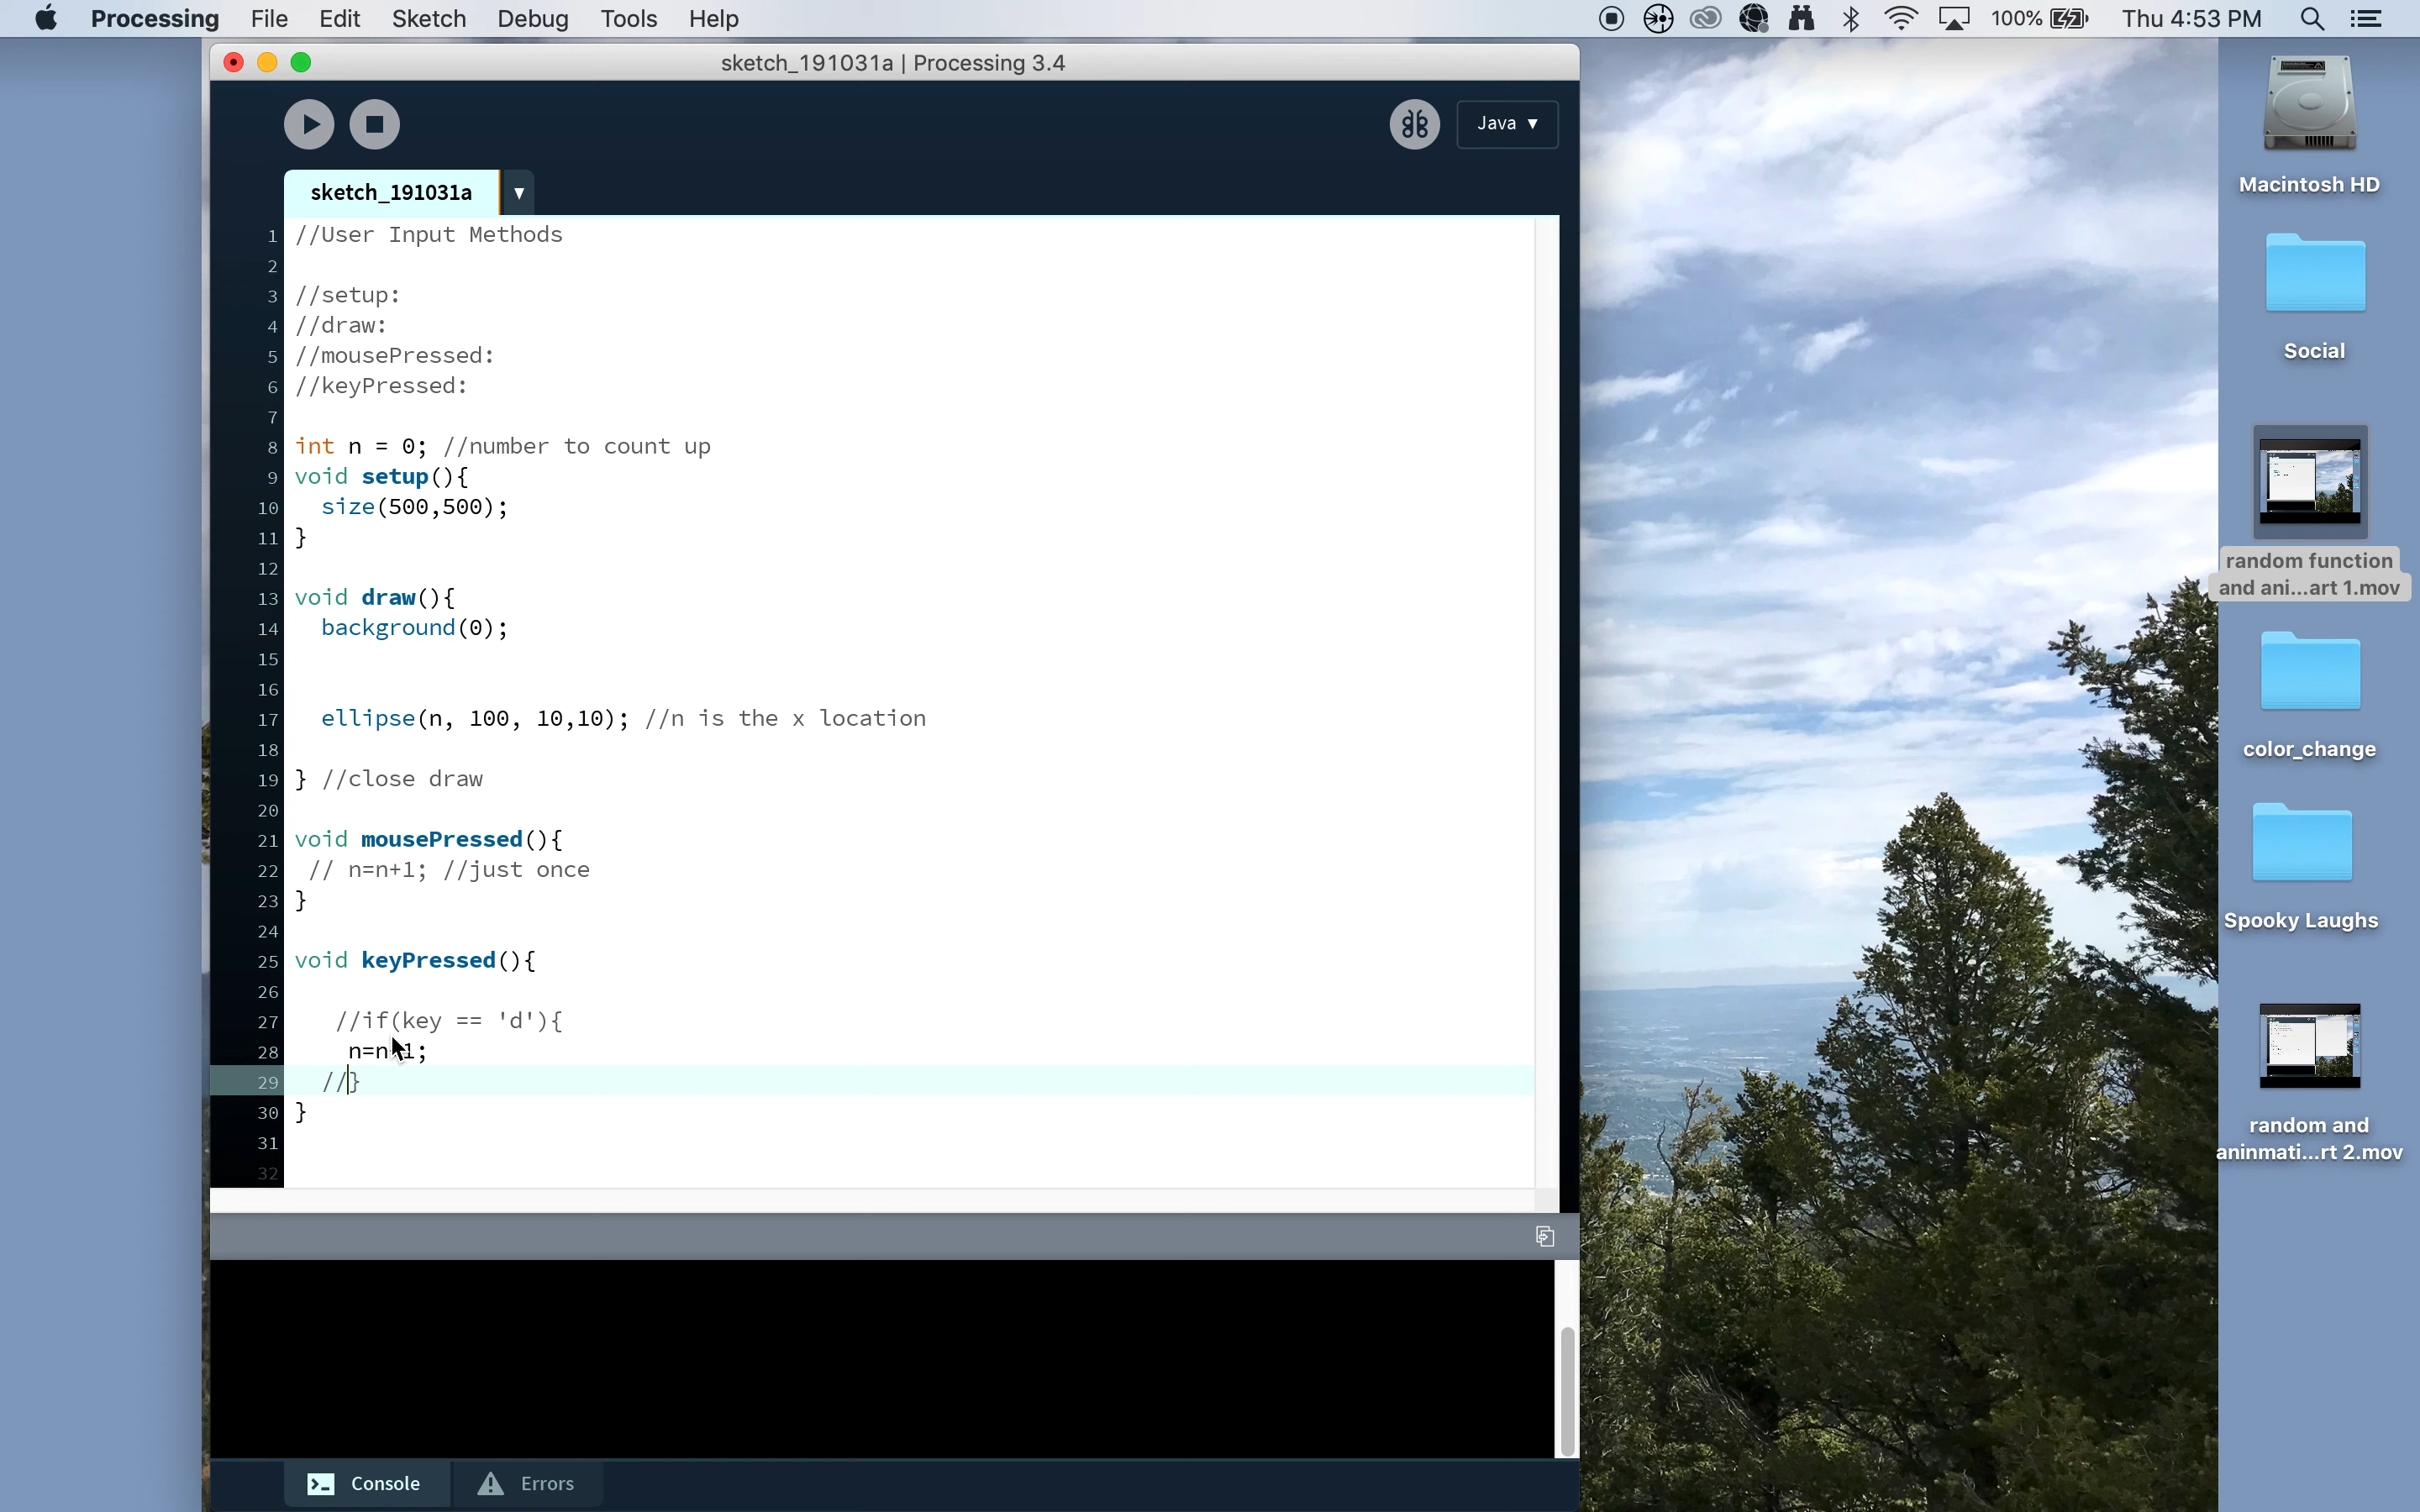 Processing File Edit Sketch Debug Tools Help 100% Thu 4:53 PM
sketch_191031a | Processing 3.4
Java ▼
sketch_191031a ▼
1 //User Input Methods
2
3 //setup:
4 //draw:
5 //mousePressed:
6 //keyPressed:
7
8 int n = 0; //number to count up
9 void setup(){
10 size(500,500);
11 }
12
13 void draw(){
14 background(0);
15
16
17 ellipse(n, 100, 10,10); //n is the x location
18
19 } //close draw
20
21 void mousePressed(){
22 // n=n+1; //just once
23 }
24
25 void keyPressed(){
26
27 //if(key == 'd'){
28 n=n+1;
29 //}
30 }
31
32
Console Errors
Macintosh HD
Social
random function
and ani...art 1.mov
color_change
Spooky Laughs
random and
aninmati...rt 2.mov